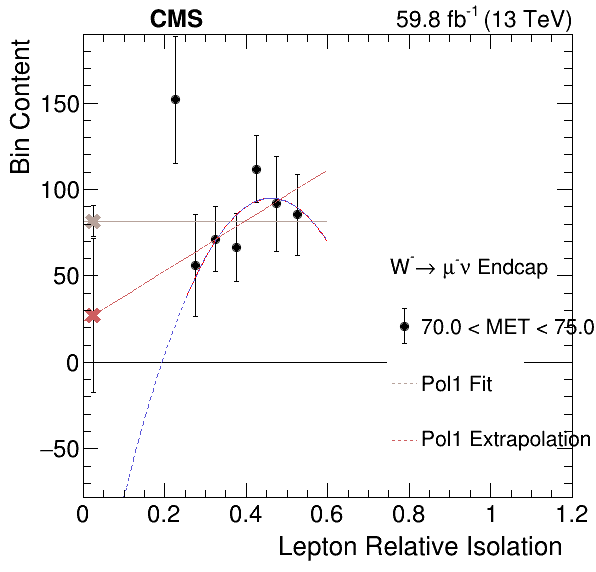 CMS 59.8 fb⁻¹ (13 TeV)
Bin Content
150
100
50
0
−50
W⁻→ μ⁻ν Endcap
70.0 < MET < 75.0
Pol1 Fit
Pol1 Extrapolation
0 0.2 0.4 0.6 0.8 1 1.2
Lepton Relative Isolation